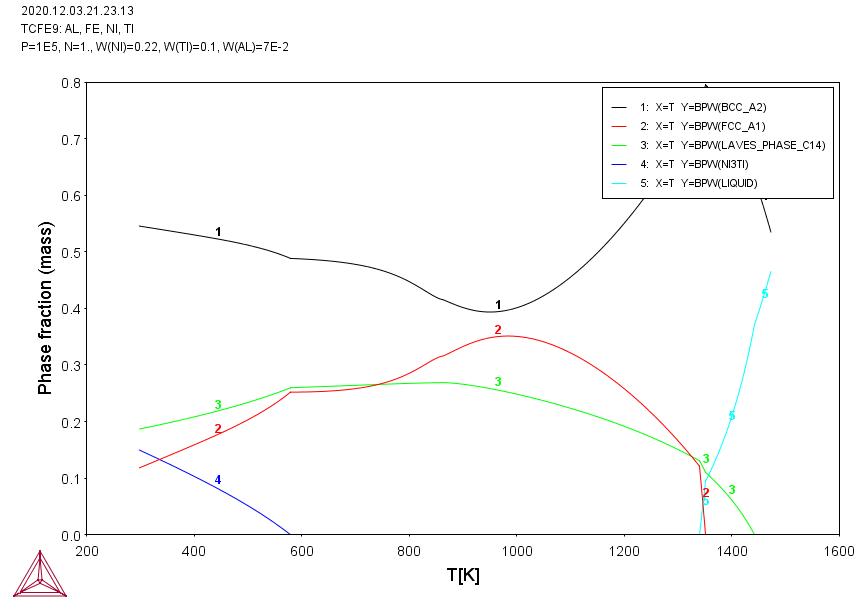 2020.12.03.21.23.13
TCFE9: AL, FE, NI, TI
P=1E5, N=1., W(NI)=0.22, W(TI)=0.1, W(AL)=7E-2
0.8
0.7
0.6
0.5
0.4
0.3
0.2
0.1
0.0
Phase fraction (mass)
1: X=T Y=BPW(BCC_A2)
2: X=T Y=BPW(FCC_A1)
3: X=T Y=BPW(LAVES_PHASE_C14)
4: X=T Y=BPW(NI3TI)
5: X=T Y=BPW(LIQUID)
1
1
5
2
3
3
5
2
3
3
4
2
5
200 400 600 800 1000 1200 1400 1600
T[K]